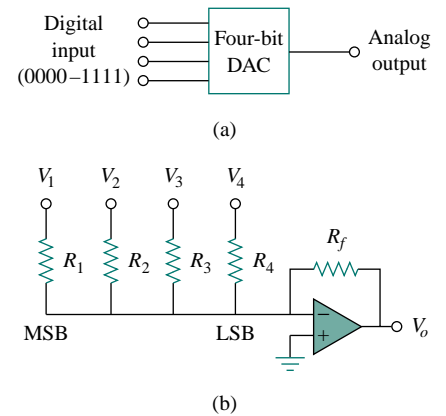 Digital
input
(0000–1111)
Four-bit
DAC
Analog
output
(a)
V1 V2 V3 V4
R1 R2 R3 R4 Rf
MSB LSB
−
+
Vo
(b)